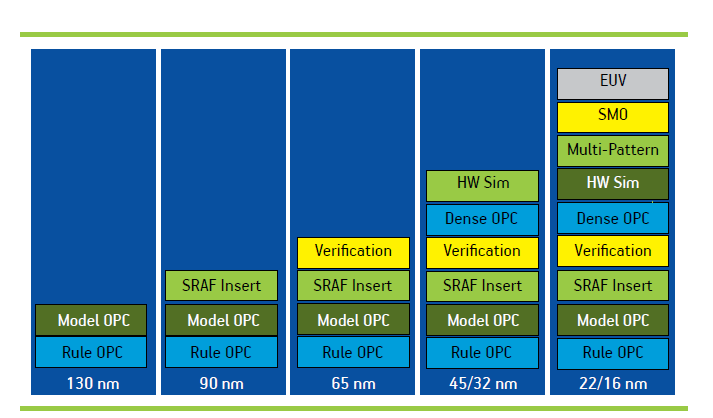 Model OPC
Rule OPC
130 nm
SRAF Insert
Model OPC
Rule OPC
90 nm
Verification
SRAF Insert
Model OPC
Rule OPC
65 nm
HW Sim
Dense OPC
Verification
SRAF Insert
Model OPC
Rule OPC
45/32 nm
EUV
SMO
Multi-Pattern
HW Sim
Dense OPC
Verification
SRAF Insert
Model OPC
Rule OPC
22/16 nm